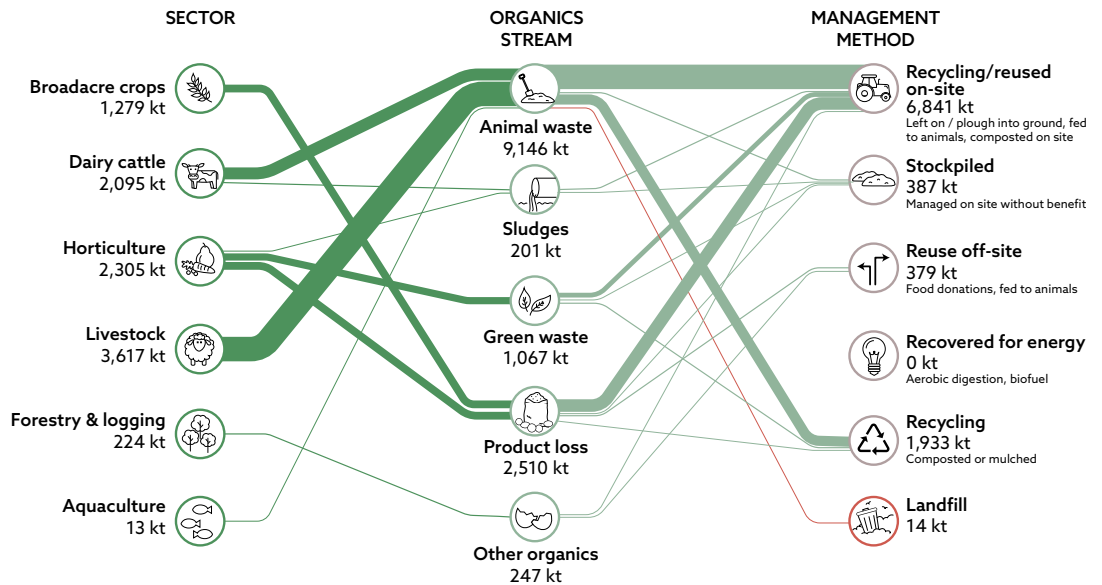 SECTOR
Broadacre crops
1,279 kt
Dairy cattle
2,095 kt
Horticulture
2,305 kt
Livestock
3,617 kt
Forestry & logging
224 kt
Aquaculture
13 kt
ORGANICS
STREAM
Animal waste
9,146 kt
Sludges
201 kt
Green waste
1,067 kt
Product loss
2,510 kt
Other organics
247 kt
MANAGEMENT
METHOD
Recycling/reused
on-site
6,841 kt
Left on / plough into ground, fed
to animals, composted on site
Stockpiled
387 kt
Managed on site without benefit
Reuse off-site
379 kt
Food donations, fed to animals
Recovered for energy
0 kt
Aerobic digestion, biofuel
Recycling
1,933 kt
Composted or mulched
Landfill
14 kt